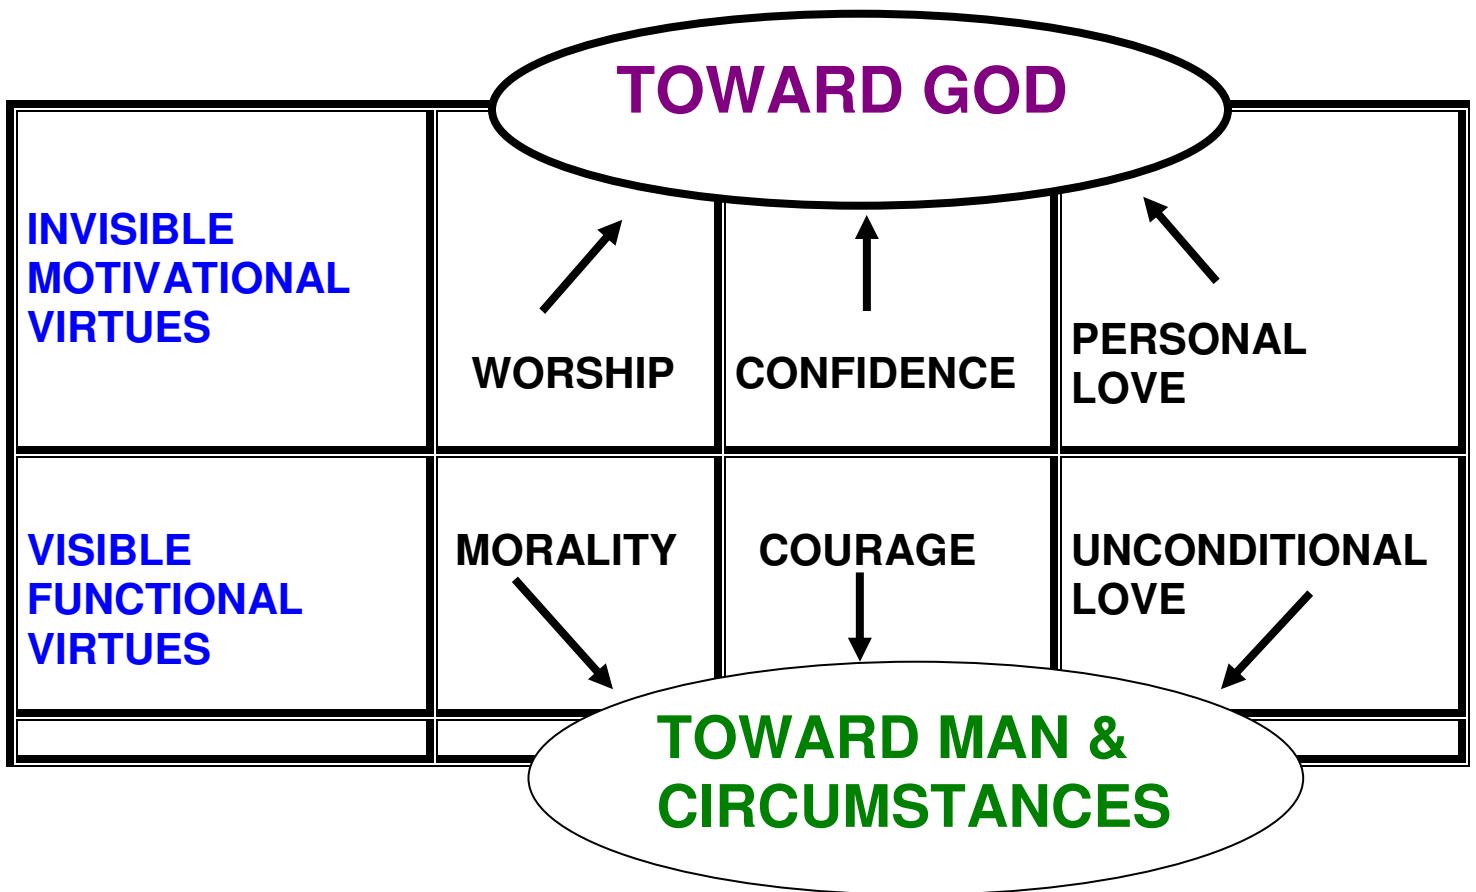 TOWARD GOD
INVISIBLE
MOTIVATIONAL
VIRTUES
WORSHIP
CONFIDENCE
PERSONAL
LOVE
VISIBLE
FUNCTIONAL
VIRTUES
MORALITY
COURAGE
UNCONDITIONAL
LOVE
TOWARD MAN &
CIRCUMSTANCES